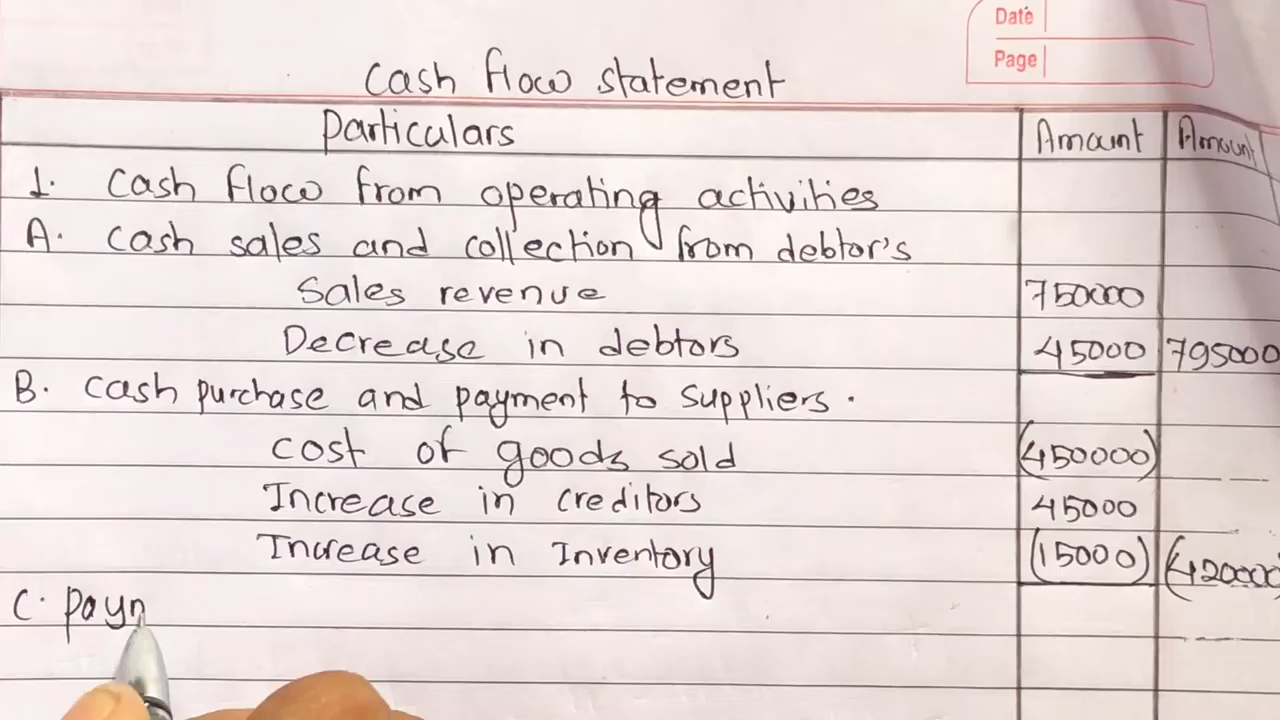 Date
Page
Cash flow statement
Particulars Amount Amount
1. Cash flow from operating activities
A. Cash sales and collection from debtor's
Sales revenue 750000
Decrease in debtors 45000 795000
B. Cash purchase and payment to suppliers.
Cost of goods sold (450000)
Increase in creditors 45000
Increase in Inventory (15000) (420000
C. Payn